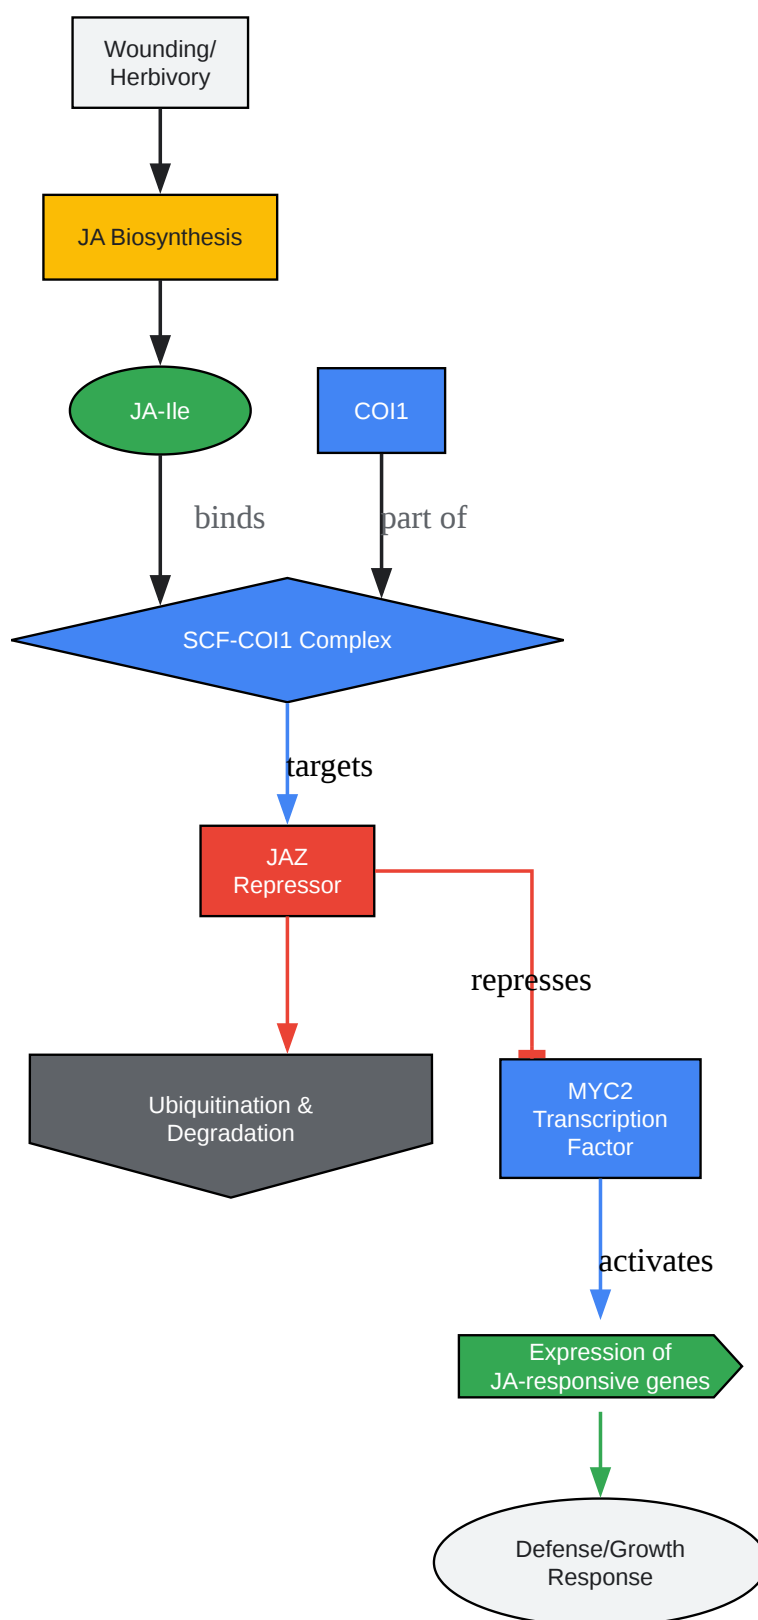 Wounding/
Herbivory
JA Biosynthesis
JA-Ile
COI1
binds
part of
SCF-COI1 Complex
targets
JAZ
Repressor
represses
Ubiquitination &
Degradation
MYC2
Transcription
Factor
activates
Expression of
JA-responsive genes
Defense/Growth
Response